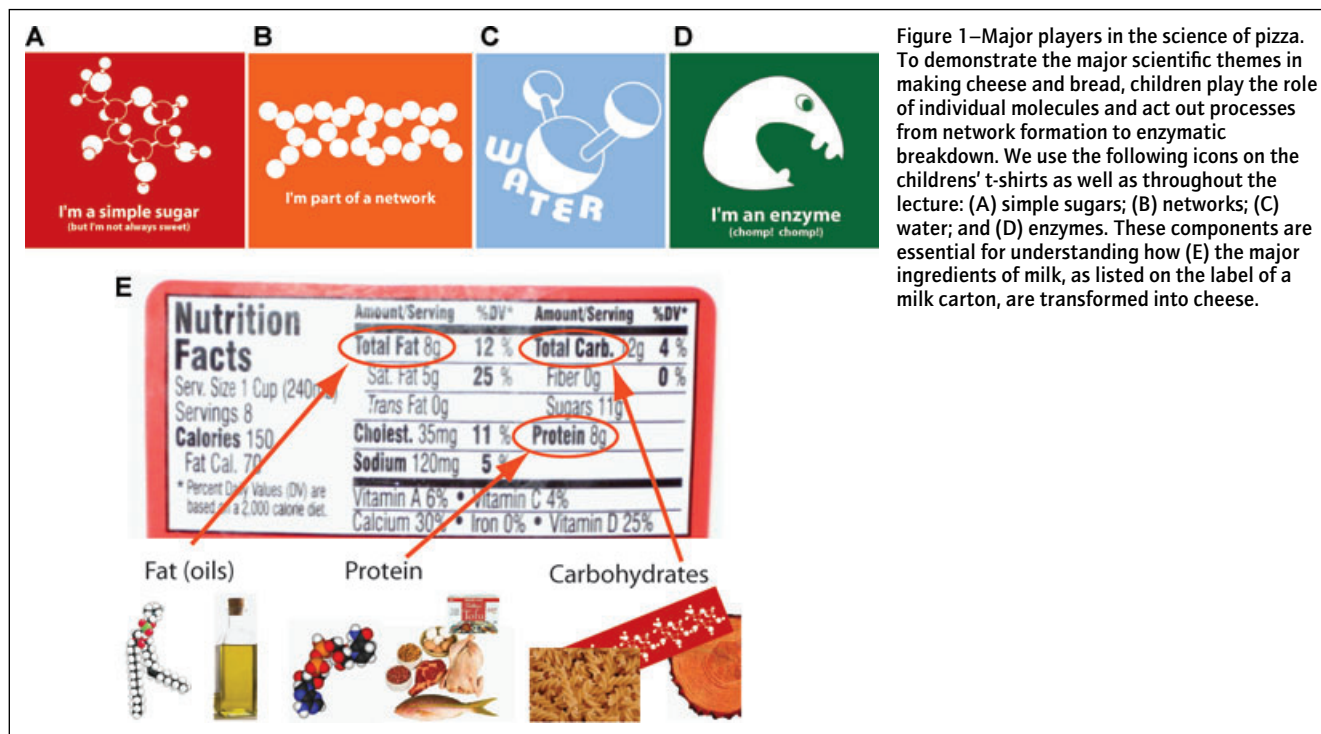 A
B
C
D
I'm a simple sugar
(but I'm not always sweet)
I'm part of a network
WATER
I'm an enzyme
(chomp! chomp!)
Figure 1–Major players in the science of pizza.
To demonstrate the major scientific themes in
making cheese and bread, children play the role
of individual molecules and act out processes
from network formation to enzymatic
breakdown. We use the following icons on the
childrens' t-shirts as well as throughout the
lecture: (A) simple sugars; (B) networks; (C)
water; and (D) enzymes. These components are
essential for understanding how (E) the major
ingredients of milk, as listed on the label of a
milk carton, are transformed into cheese.
E
Nutrition
Facts
Serv. Size 1 Cup (240m
Servings 8
Calories 150
Fat Cal. 70
* Percent Daily Values (DV) are
based on a 2,000 calorie diet.
Amount/Serving %DV* Amount/Serving %DV*
Total Fat 8g 12 % Total Carb. 12g 4 %
Sat. Fat 5g 25 % Fiber 0g 0 %
Trans Fat 0g Sugars 11g
Cholest. 35mg 11 % Protein 8g
Sodium 120mg 5 %
Vitamin A 6% • Vitamin C 4%
Calcium 30% • Iron 0% • Vitamin D 25%
Fat (oils) Protein Carbohydrates